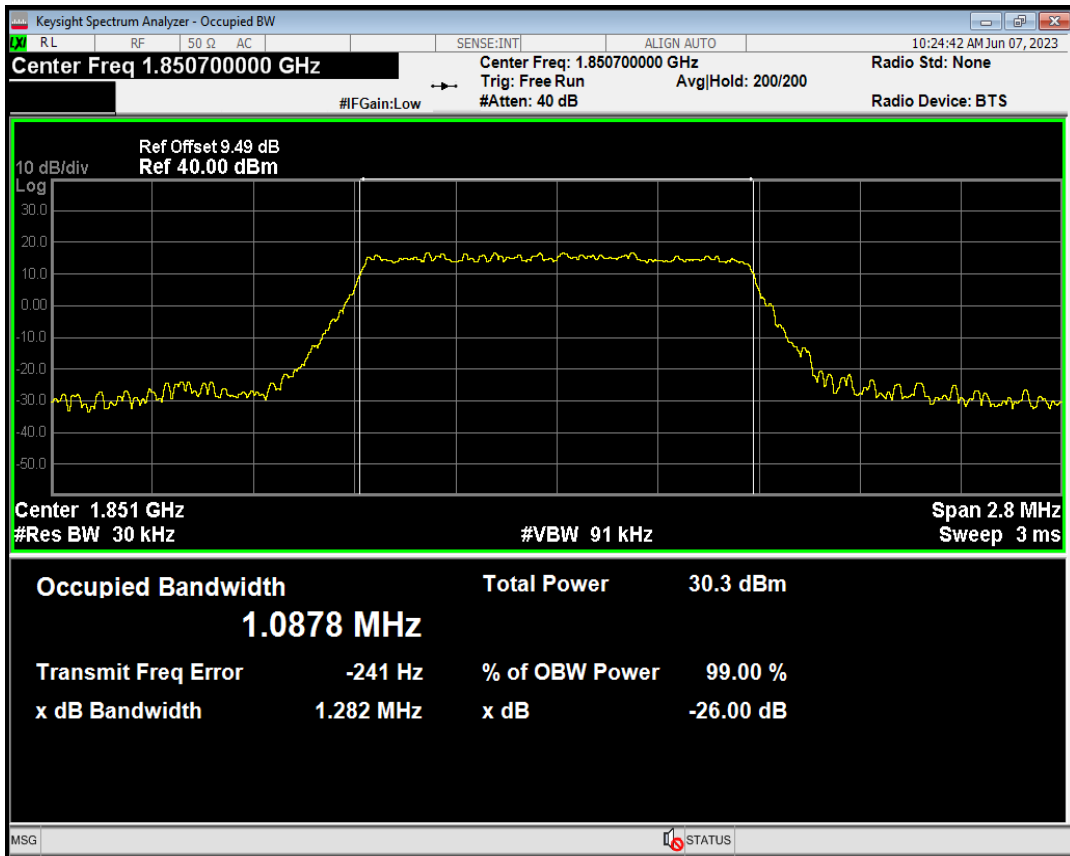 Keysight Spectrum Analyzer - Occupied BW
LXI RL RF 50 Ω AC SENSE:INT ALIGN AUTO 10:24:42 AM Jun 07, 2023
Center Freq 1.850700000 GHz Center Freq: 1.850700000 GHz Radio Std: None
Trig: Free Run Avg|Hold: 200/200
#IFGain:Low #Atten: 40 dB Radio Device: BTS
Ref Offset 9.49 dB
10 dB/div Ref 40.00 dBm
Log
30.0
20.0
10.0
0.00
-10.0
-20.0
-30.0
-40.0
-50.0
Center 1.851 GHz Span 2.8 MHz
#Res BW 30 kHz #VBW 91 kHz Sweep 3 ms
Occupied Bandwidth Total Power 30.3 dBm
1.0878 MHz
Transmit Freq Error -241 Hz % of OBW Power 99.00 %
x dB Bandwidth 1.282 MHz x dB -26.00 dB
MSG STATUS